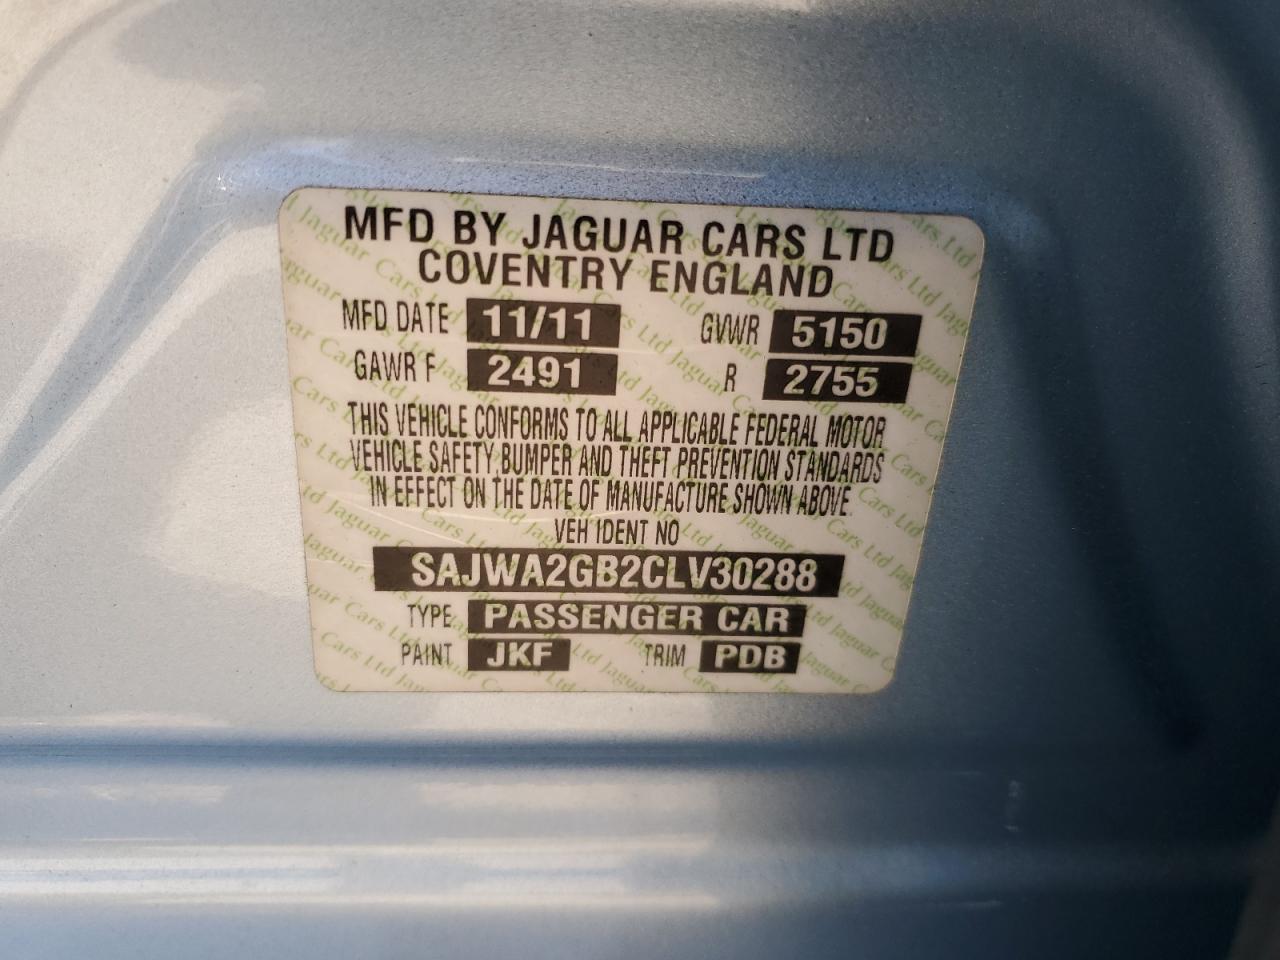 MFD BY JAGUAR CARS LTD
COVENTRY ENGLAND
MFD DATE 11/11 GVWR 5150
GAWR F 2491 R 2755
THIS VEHICLE CONFORMS TO ALL APPLICABLE FEDERAL MOTOR
VEHICLE SAFETY, BUMPER AND THEFT PREVENTION STANDARDS
IN EFFECT ON THE DATE OF MANUFACTURE SHOWN ABOVE.
VEH IDENT NO
SAJWA2GB2CLV30288
TYPE PASSENGER CAR
PAINT JKF TRIM PDB